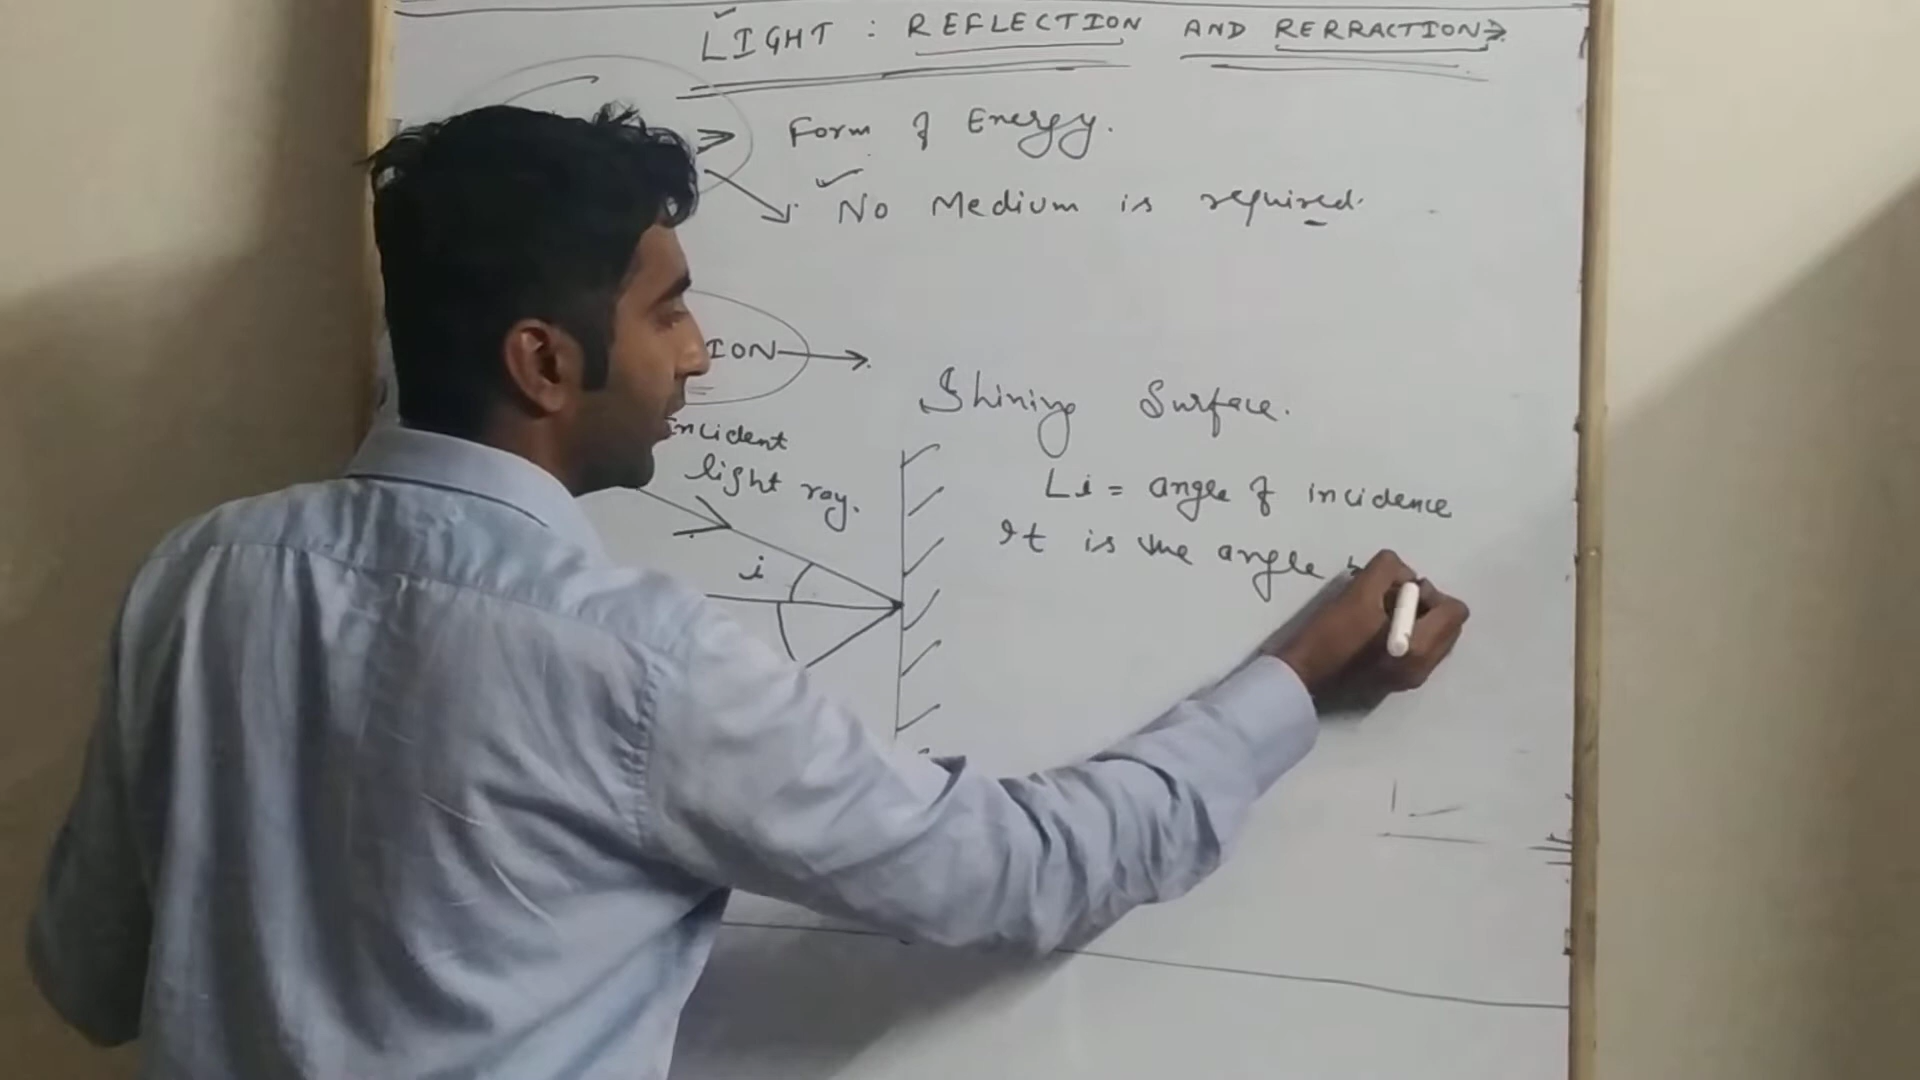 LIGHT : REFLECTION AND RERRACTION
Form of Energy.
No Medium is required.
ION
Shining Surface.
incident
light ray.
Li = angle of incidence
It is the angle
i